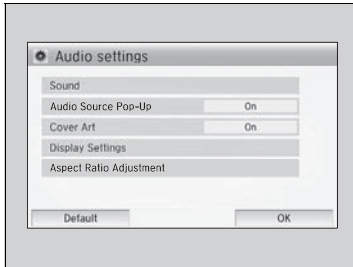 Audio settings
Sound
Audio Source Pop-Up On
Cover Art On
Display Settings
Aspect Ratio Adjustment
Default OK